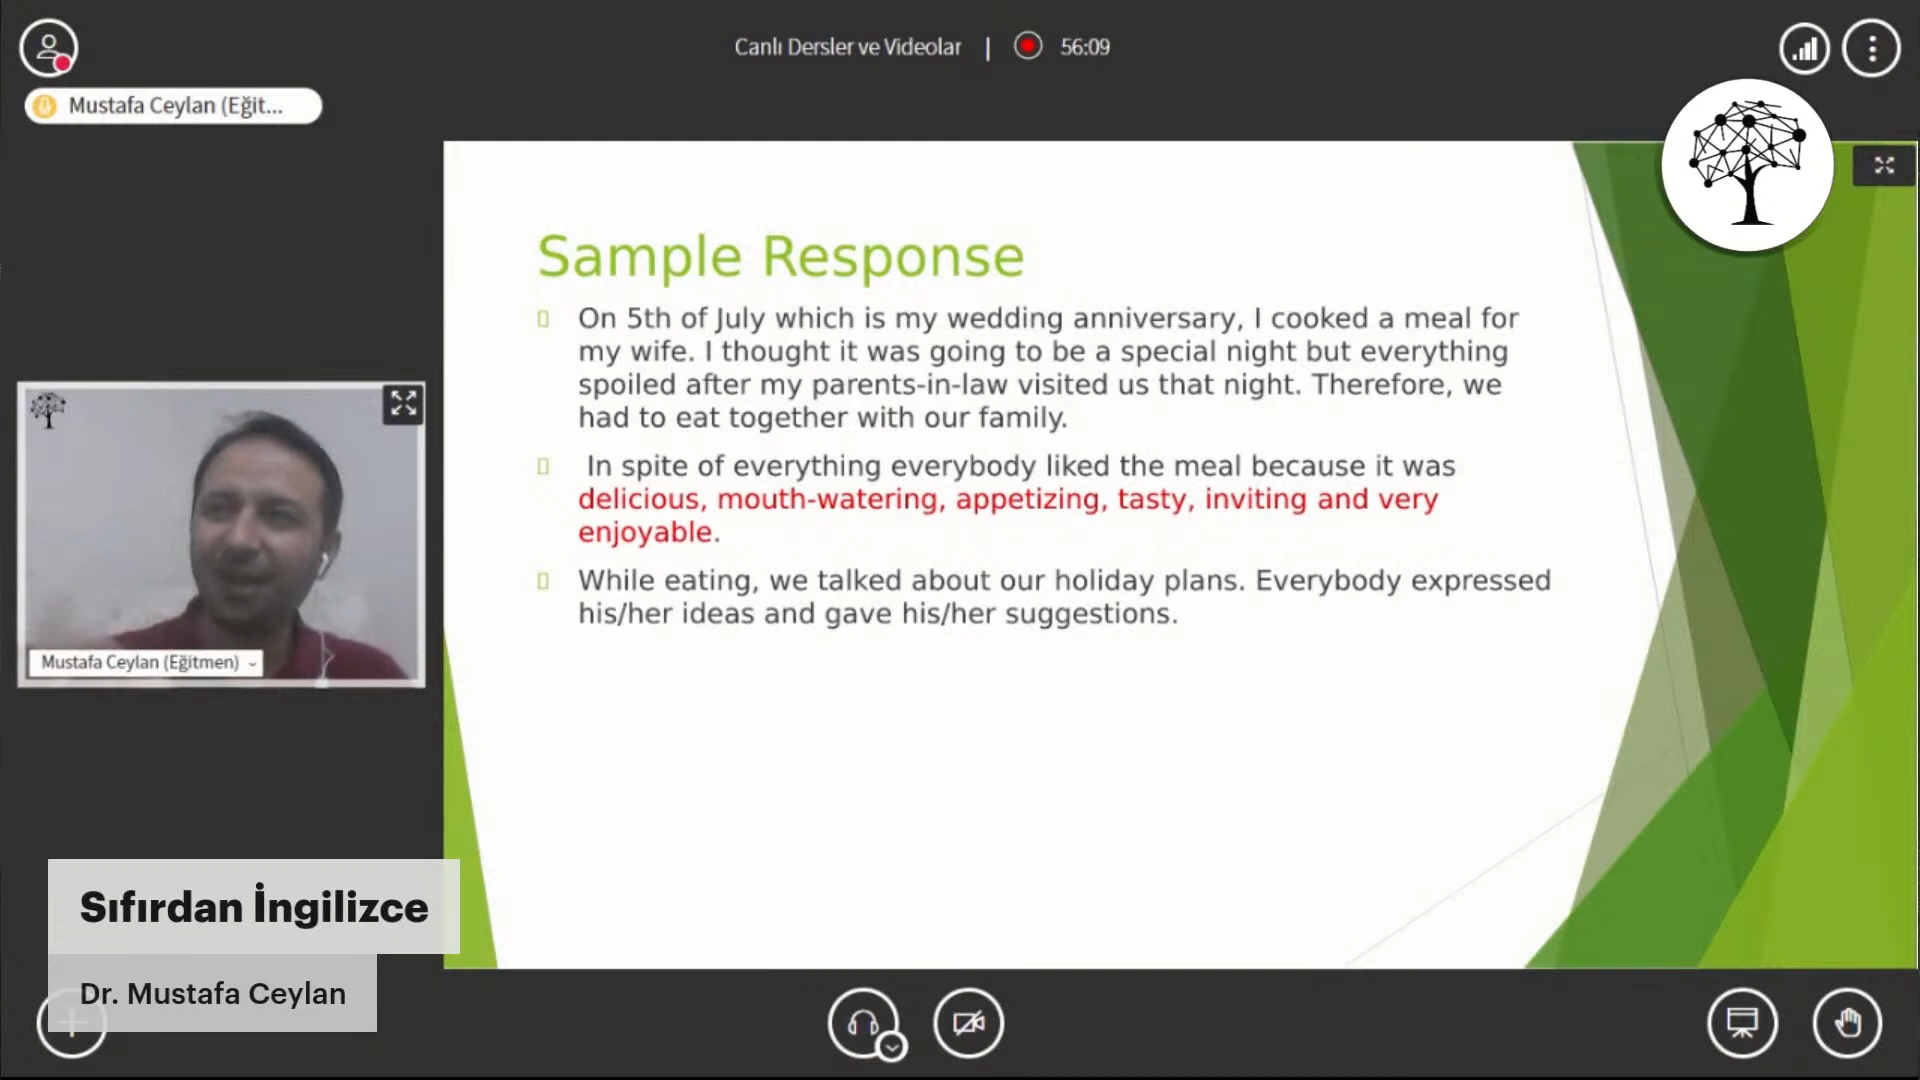 Canlı Dersler ve Videolar | 56:09
Mustafa Ceylan (Eğit...
Sample Response
On 5th of July which is my wedding anniversary, I cooked a meal for
my wife. I thought it was going to be a special night but everything
spoiled after my parents-in-law visited us that night. Therefore, we
had to eat together with our family.
In spite of everything everybody liked the meal because it was
delicious, mouth-watering, appetizing, tasty, inviting and very
enjoyable.
While eating, we talked about our holiday plans. Everybody expressed
his/her ideas and gave his/her suggestions.
Mustafa Ceylan (Eğitmen)
Sıfırdan İngilizce
Dr. Mustafa Ceylan